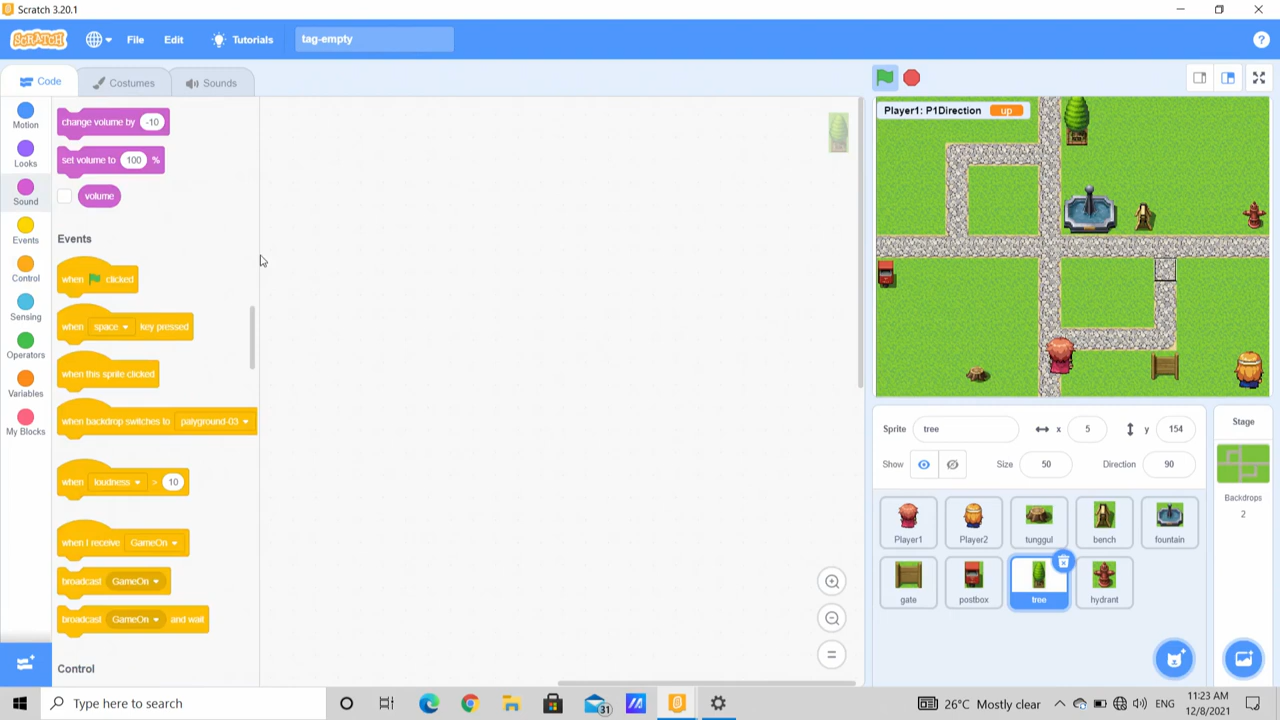 Scratch 3.20.1
SCRATCH
File
Edit
Tutorials
tag-empty
?
Code
Costumes
Sounds
Motion
Looks
Sound
Events
Control
Sensing
Operators
Variables
My Blocks
change volume by -10
set volume to 100 %
volume
Events
when clicked
when space key pressed
when this sprite clicked
when backdrop switches to palyground-03
when loudness > 10
when I receive GameOn
broadcast GameOn
broadcast GameOn and wait
Control
Player1: P1Direction up
Sprite tree x 5 y 154
Show Size 50 Direction 90
Player1
Player2
tunggul
bench
fountain
gate
postbox
tree
hydrant
Stage
Backdrops
2
Type here to search
31
26°C Mostly clear
ENG
11:23 AM
12/8/2021